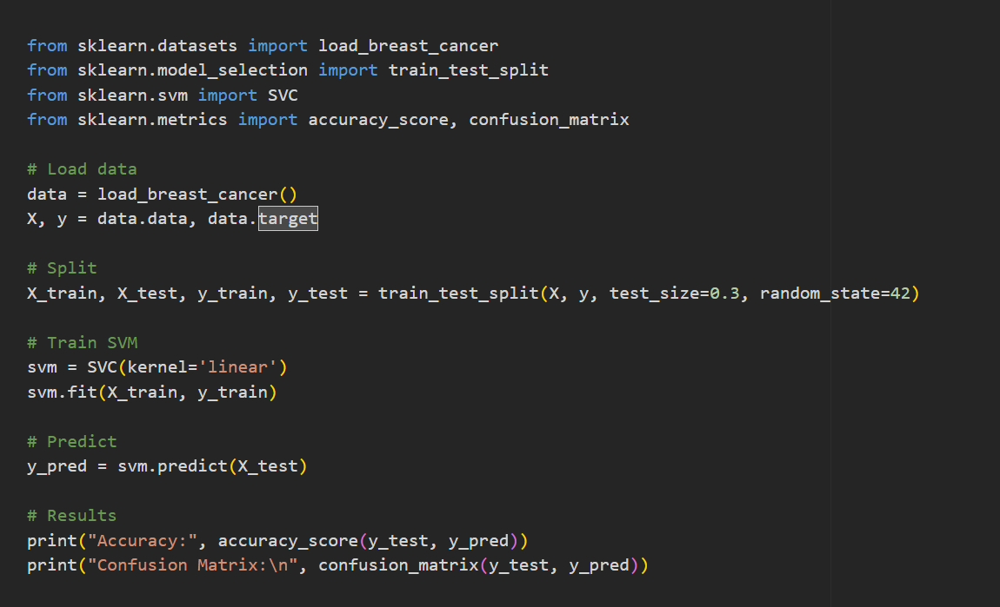 from sklearn.datasets import load_breast_cancer
from sklearn.model_selection import train_test_split
from sklearn.svm import SVC
from sklearn.metrics import accuracy_score, confusion_matrix
# Load data
data = load_breast_cancer()
X, y = data.data, data.target
# Split
X_train, X_test, y_train, y_test = train_test_split(X, y, test_size=0.3, random_state=42)
# Train SVM
svm = SVC(kernel='linear')
svm.fit(X_train, y_train)
# Predict
y_pred = svm.predict(X_test)
# Results
print("Accuracy:", accuracy_score(y_test, y_pred))
print("Confusion Matrix:\n", confusion_matrix(y_test, y_pred))